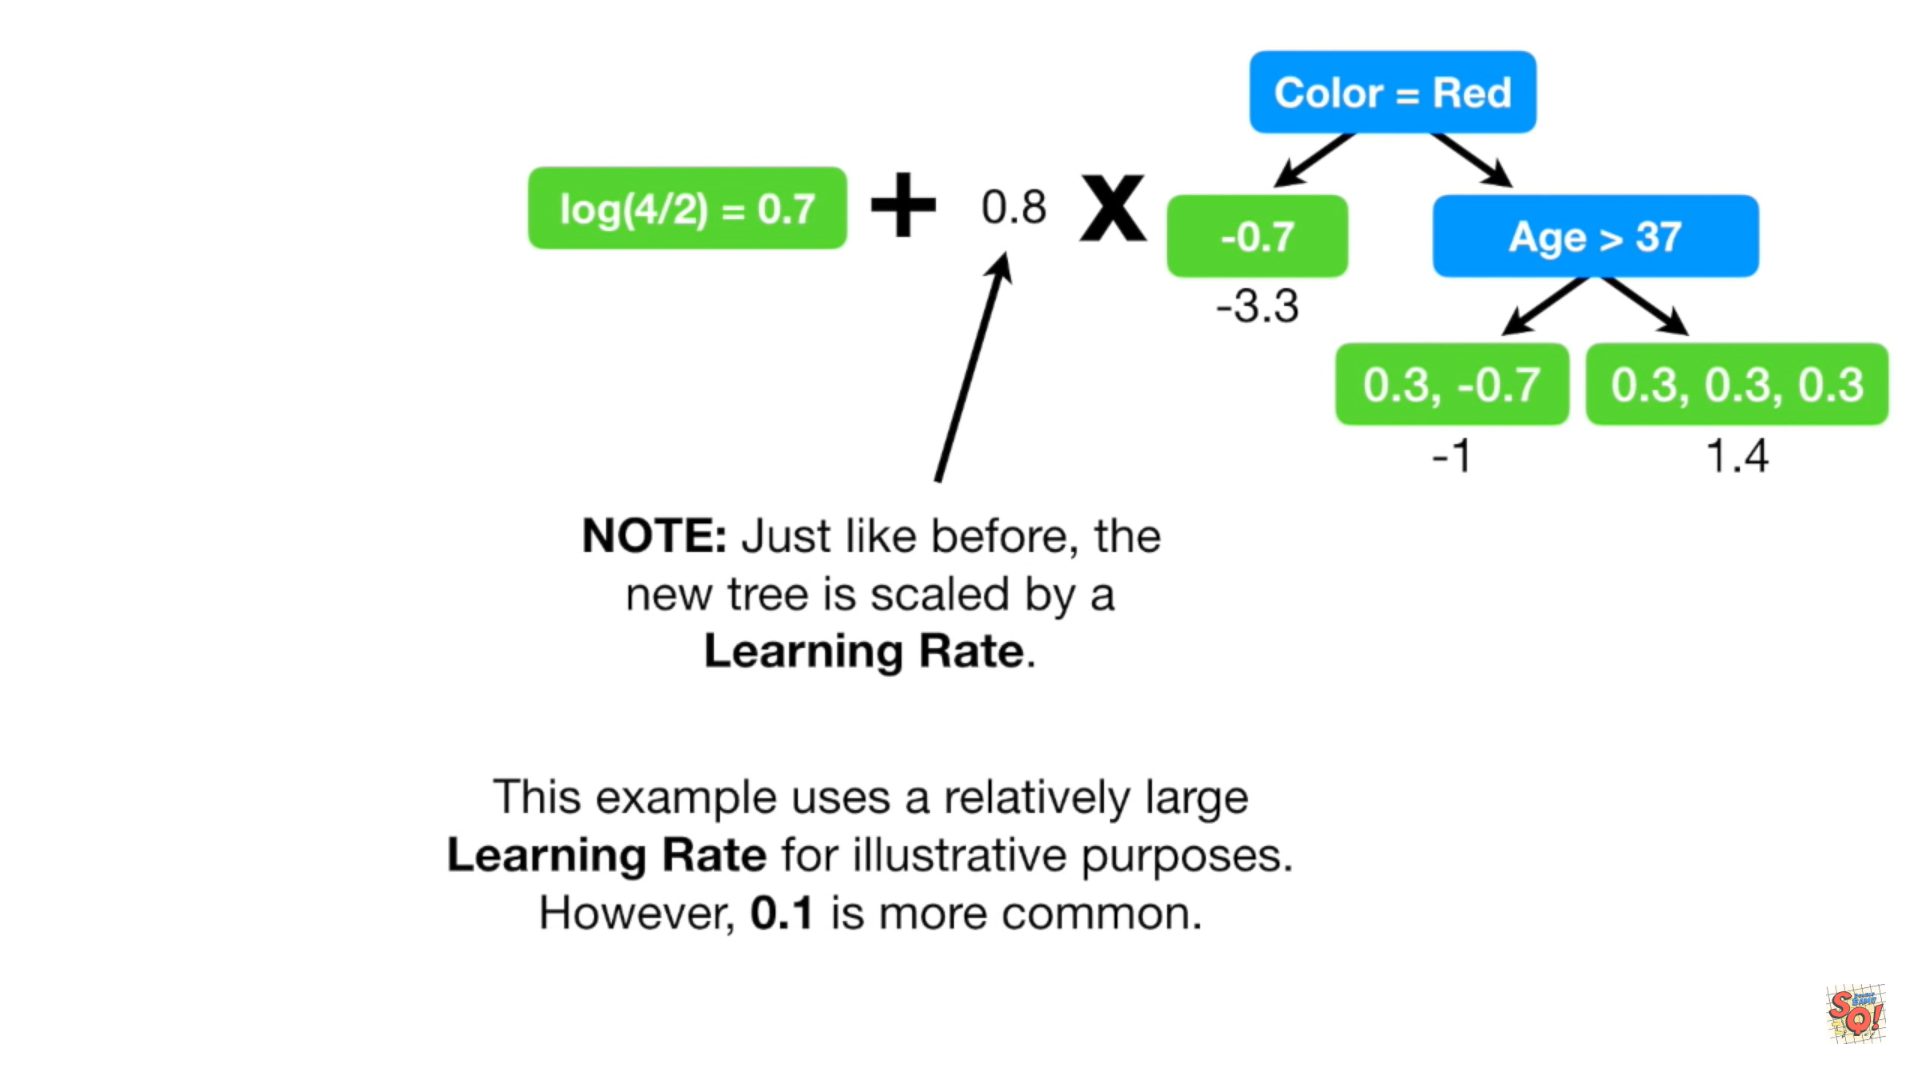 Color = Red
log(4/2) = 0.7 + 0.8 X -0.7 Age > 37
-3.3
0.3, -0.7 0.3, 0.3, 0.3
-1 1.4
NOTE: Just like before, the
new tree is scaled by a
Learning Rate.
This example uses a relatively large
Learning Rate for illustrative purposes.
However, 0.1 is more common.
SQ!